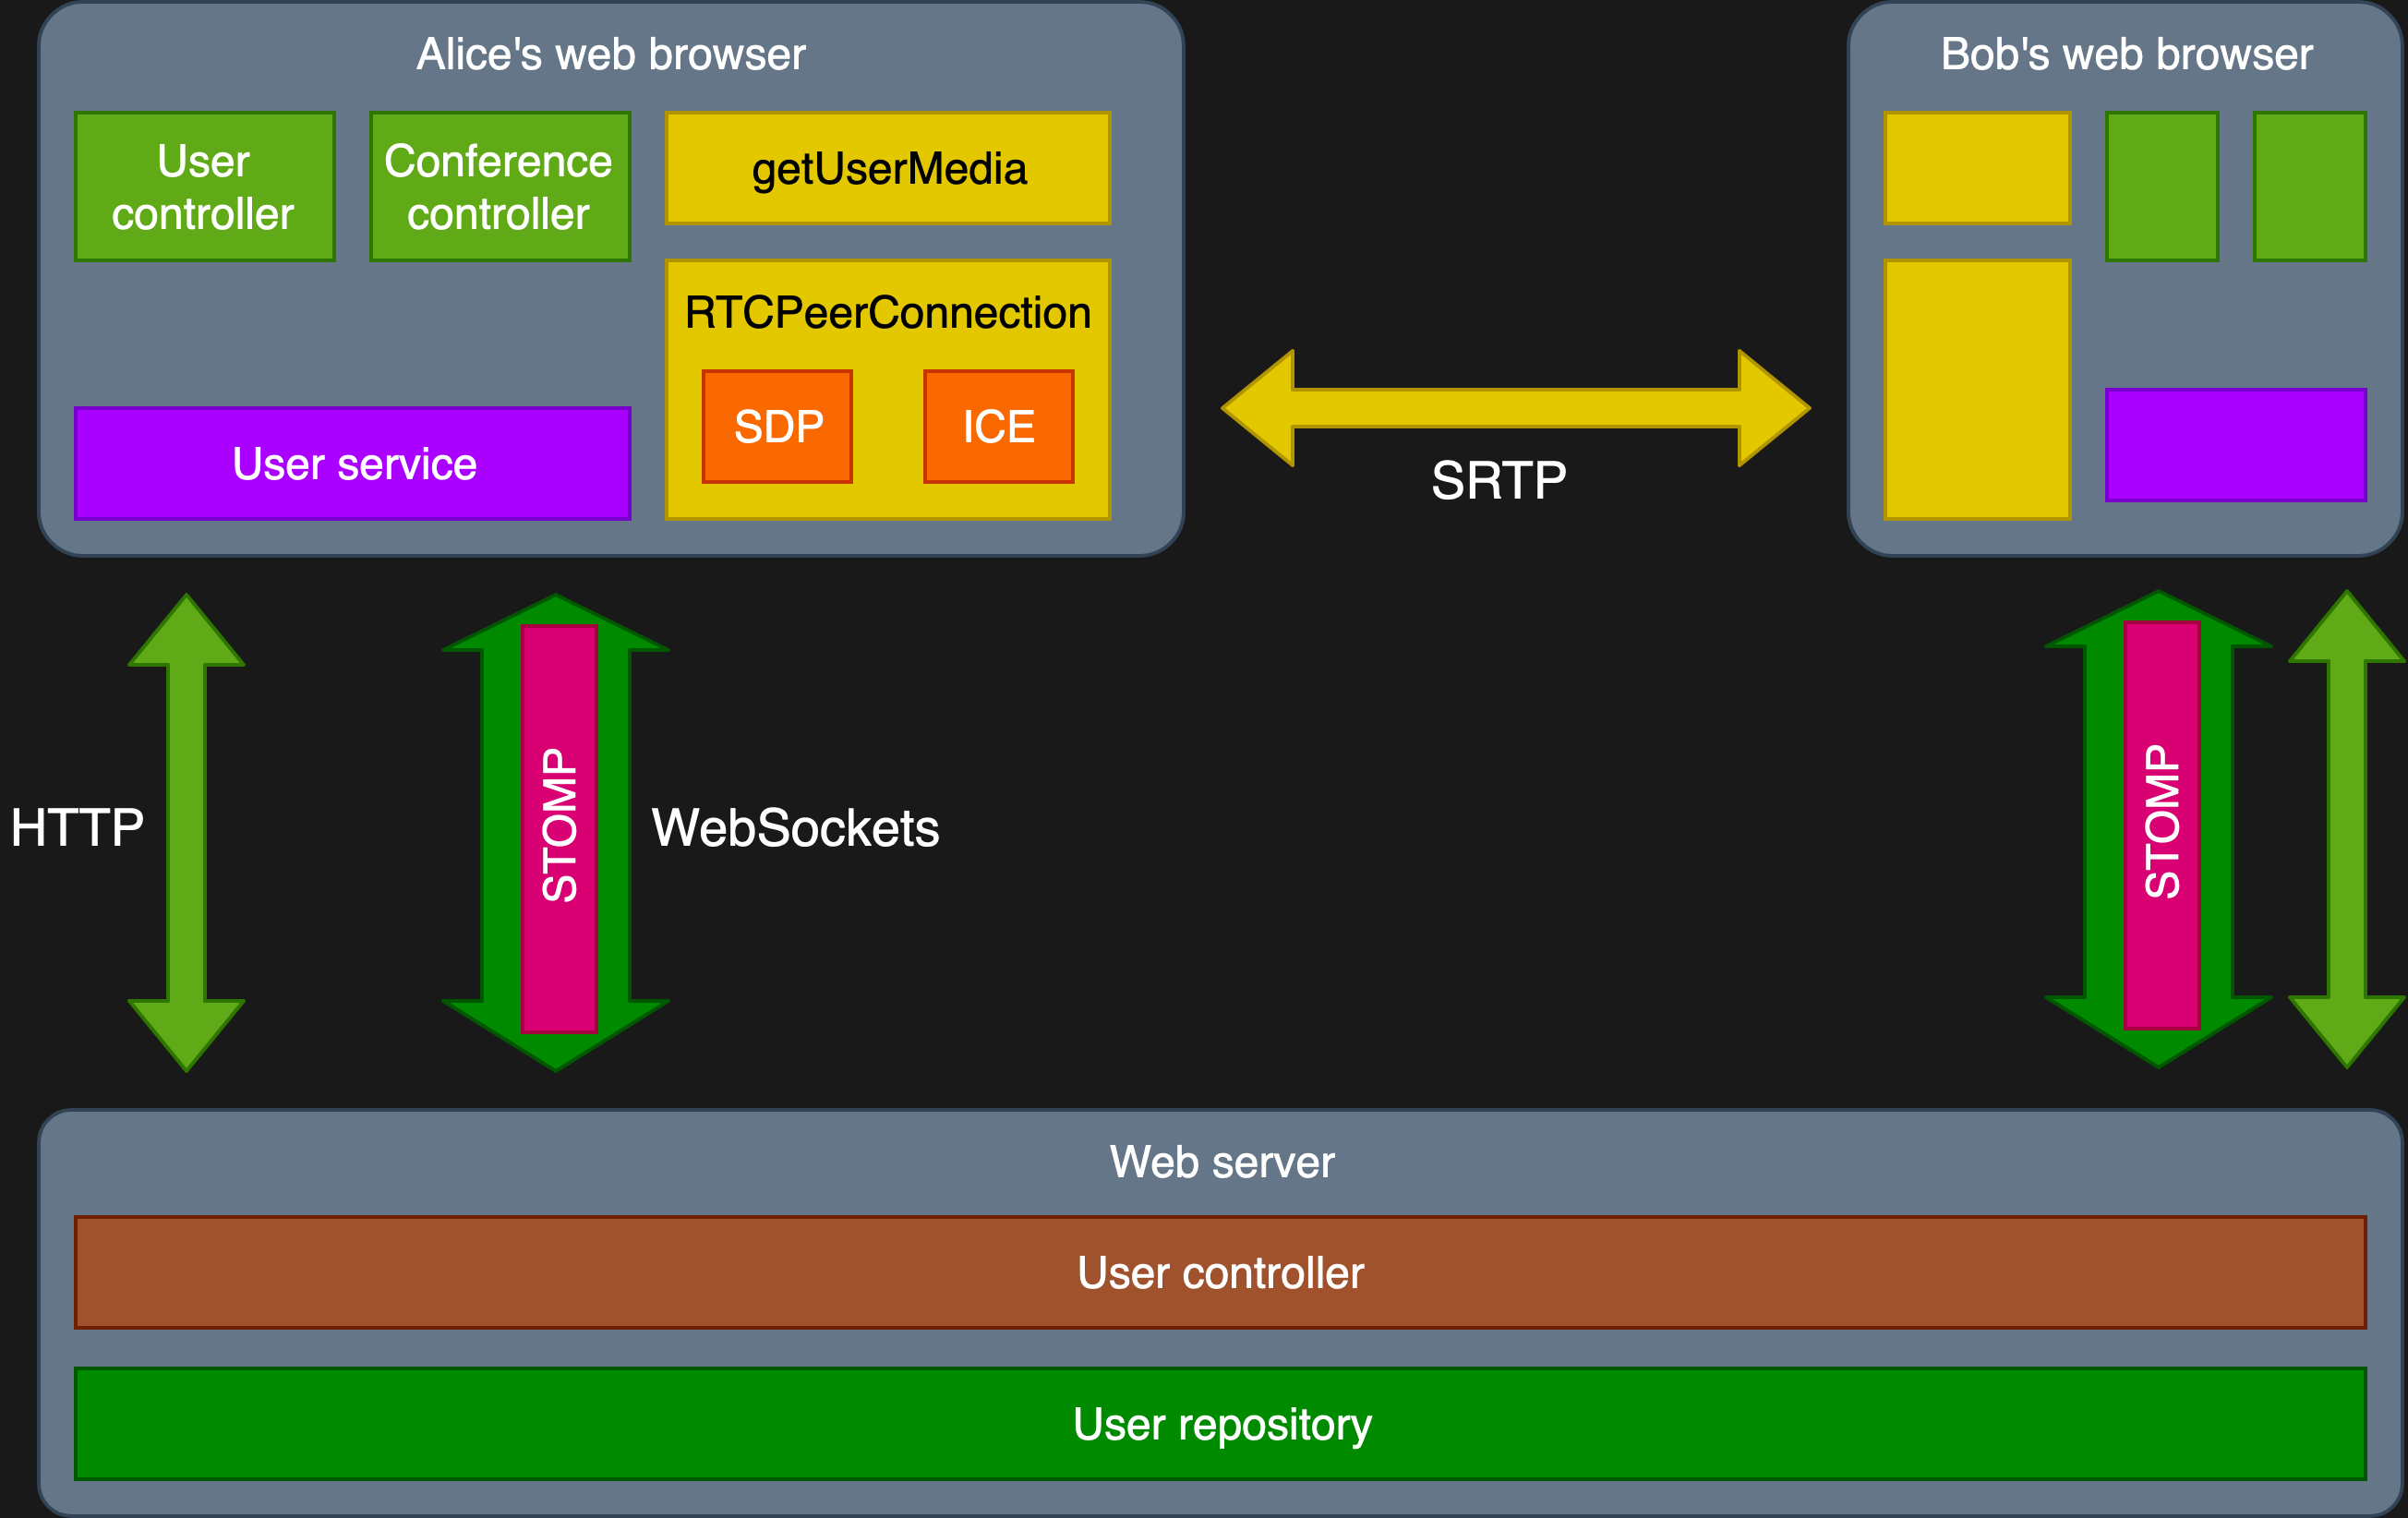 Alice's web browser
Bob's web browser
User
controller
Conference
controller
getUserMedia
RTCPeerConnection
SDP
ICE
User service
SRTP
HTTP
STOMP
WebSockets
STOMP
Web server
User controller
User repository